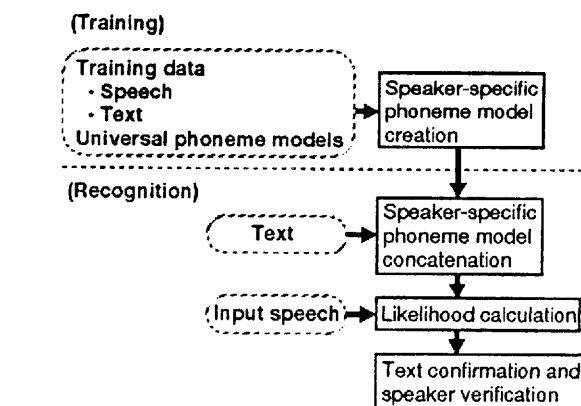 (Training)
Training data
· Speech
· Text
Universal phoneme models
Speaker-specific
phoneme model
creation
(Recognition)
Text
Speaker-specific
phoneme model
concatenation
Input speech
Likelihood calculation
Text confirmation and
speaker verification